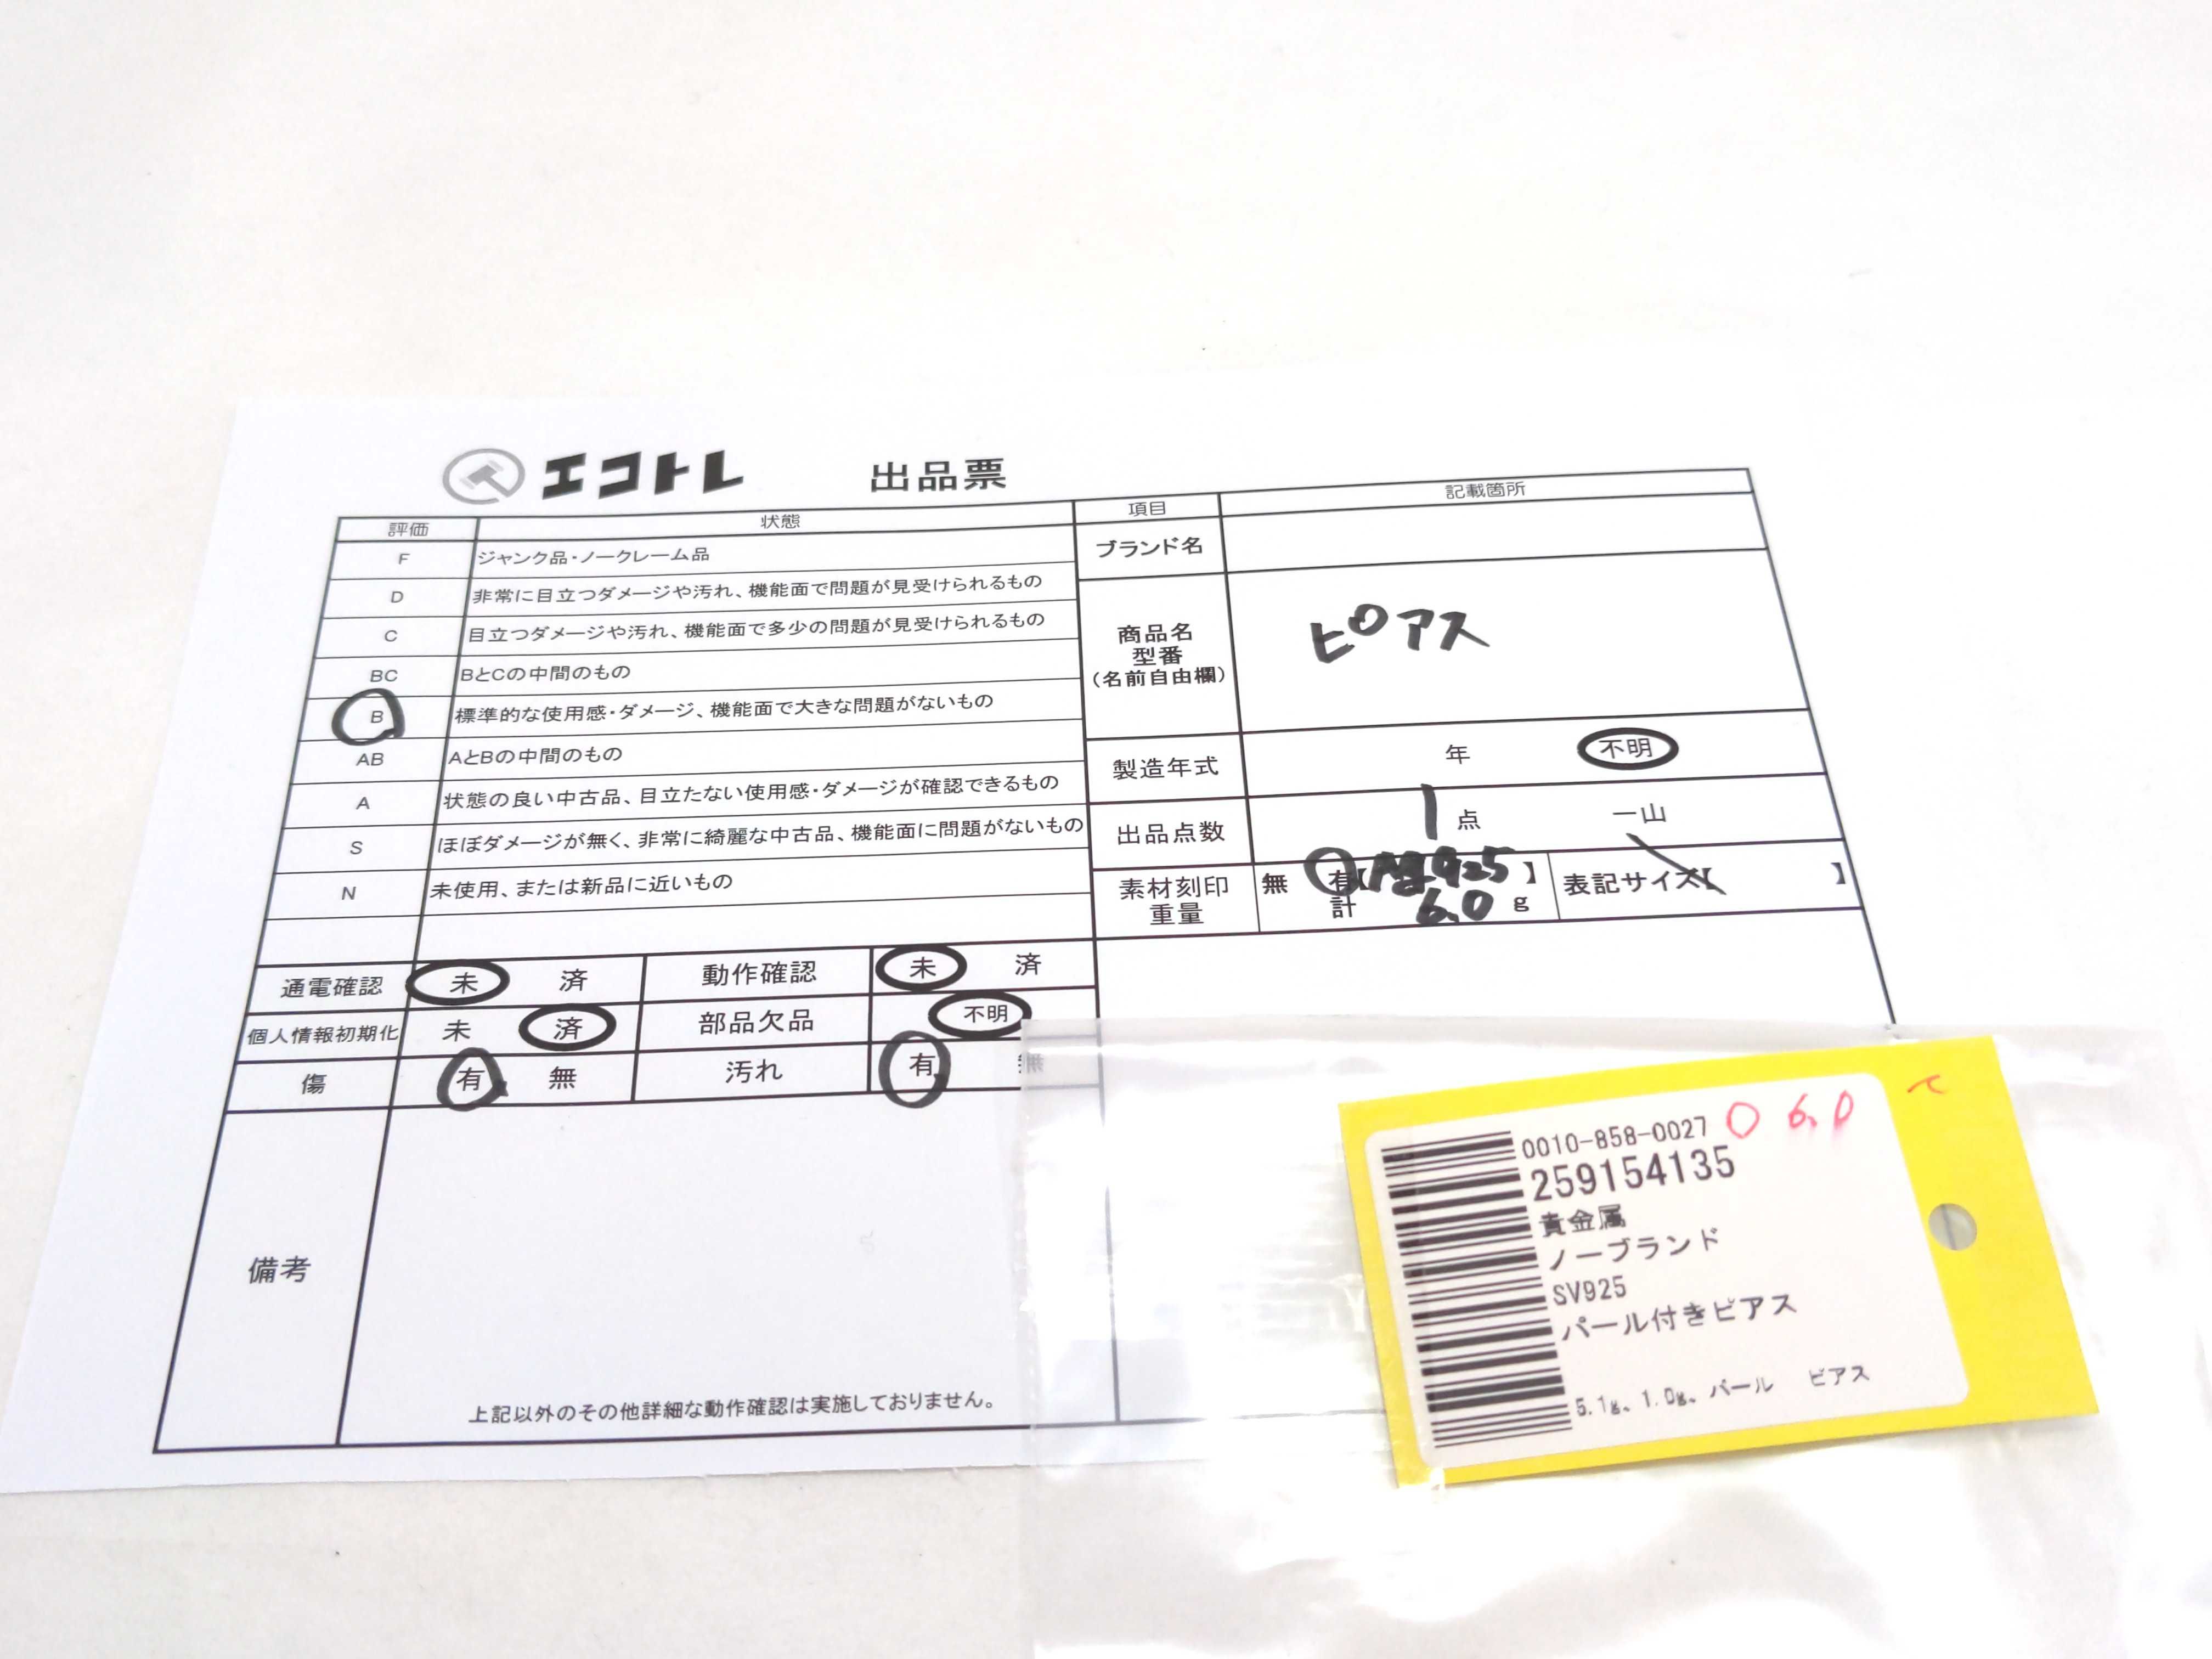 エコトレ 出品票
評価 状態 項目 記載箇所
F ジャンク品・ノークレーム品
D 非常に目立つダメージや汚れ、機能面で問題が見受けられるもの
C 目立つダメージや汚れ、機能面で多少の問題が見受けられるもの
BC BとCの中間のもの
B 標準的な使用感・ダメージ、機能面で大きな問題がないもの
AB AとBの中間のもの
A 状態の良い中古品、目立たない使用感・ダメージが確認できるもの
S ほぼダメージが無く、非常に綺麗な中古品、機能面に問題がないもの
N 未使用、または新品に近いもの
ブランド名
商品名
型番
(名前自由欄)
ピアス
製造年式 年 不明
出品点数 1 点 一山
素材刻印 無 有【 925 】 表記サイズ【 】
重量 計 6.0 g
通電確認 未 済 動作確認 未 済
個人情報初期化 未 済 部品欠品 不明
傷 有 無 汚れ 有 無
備考
上記以外のその他詳細な動作確認は実施しておりません。
0010-858-0027 6.0
259154135
貴金属
ノーブランド
SV925
パール付きピアス
5.1g、1.0g、パール ピアス